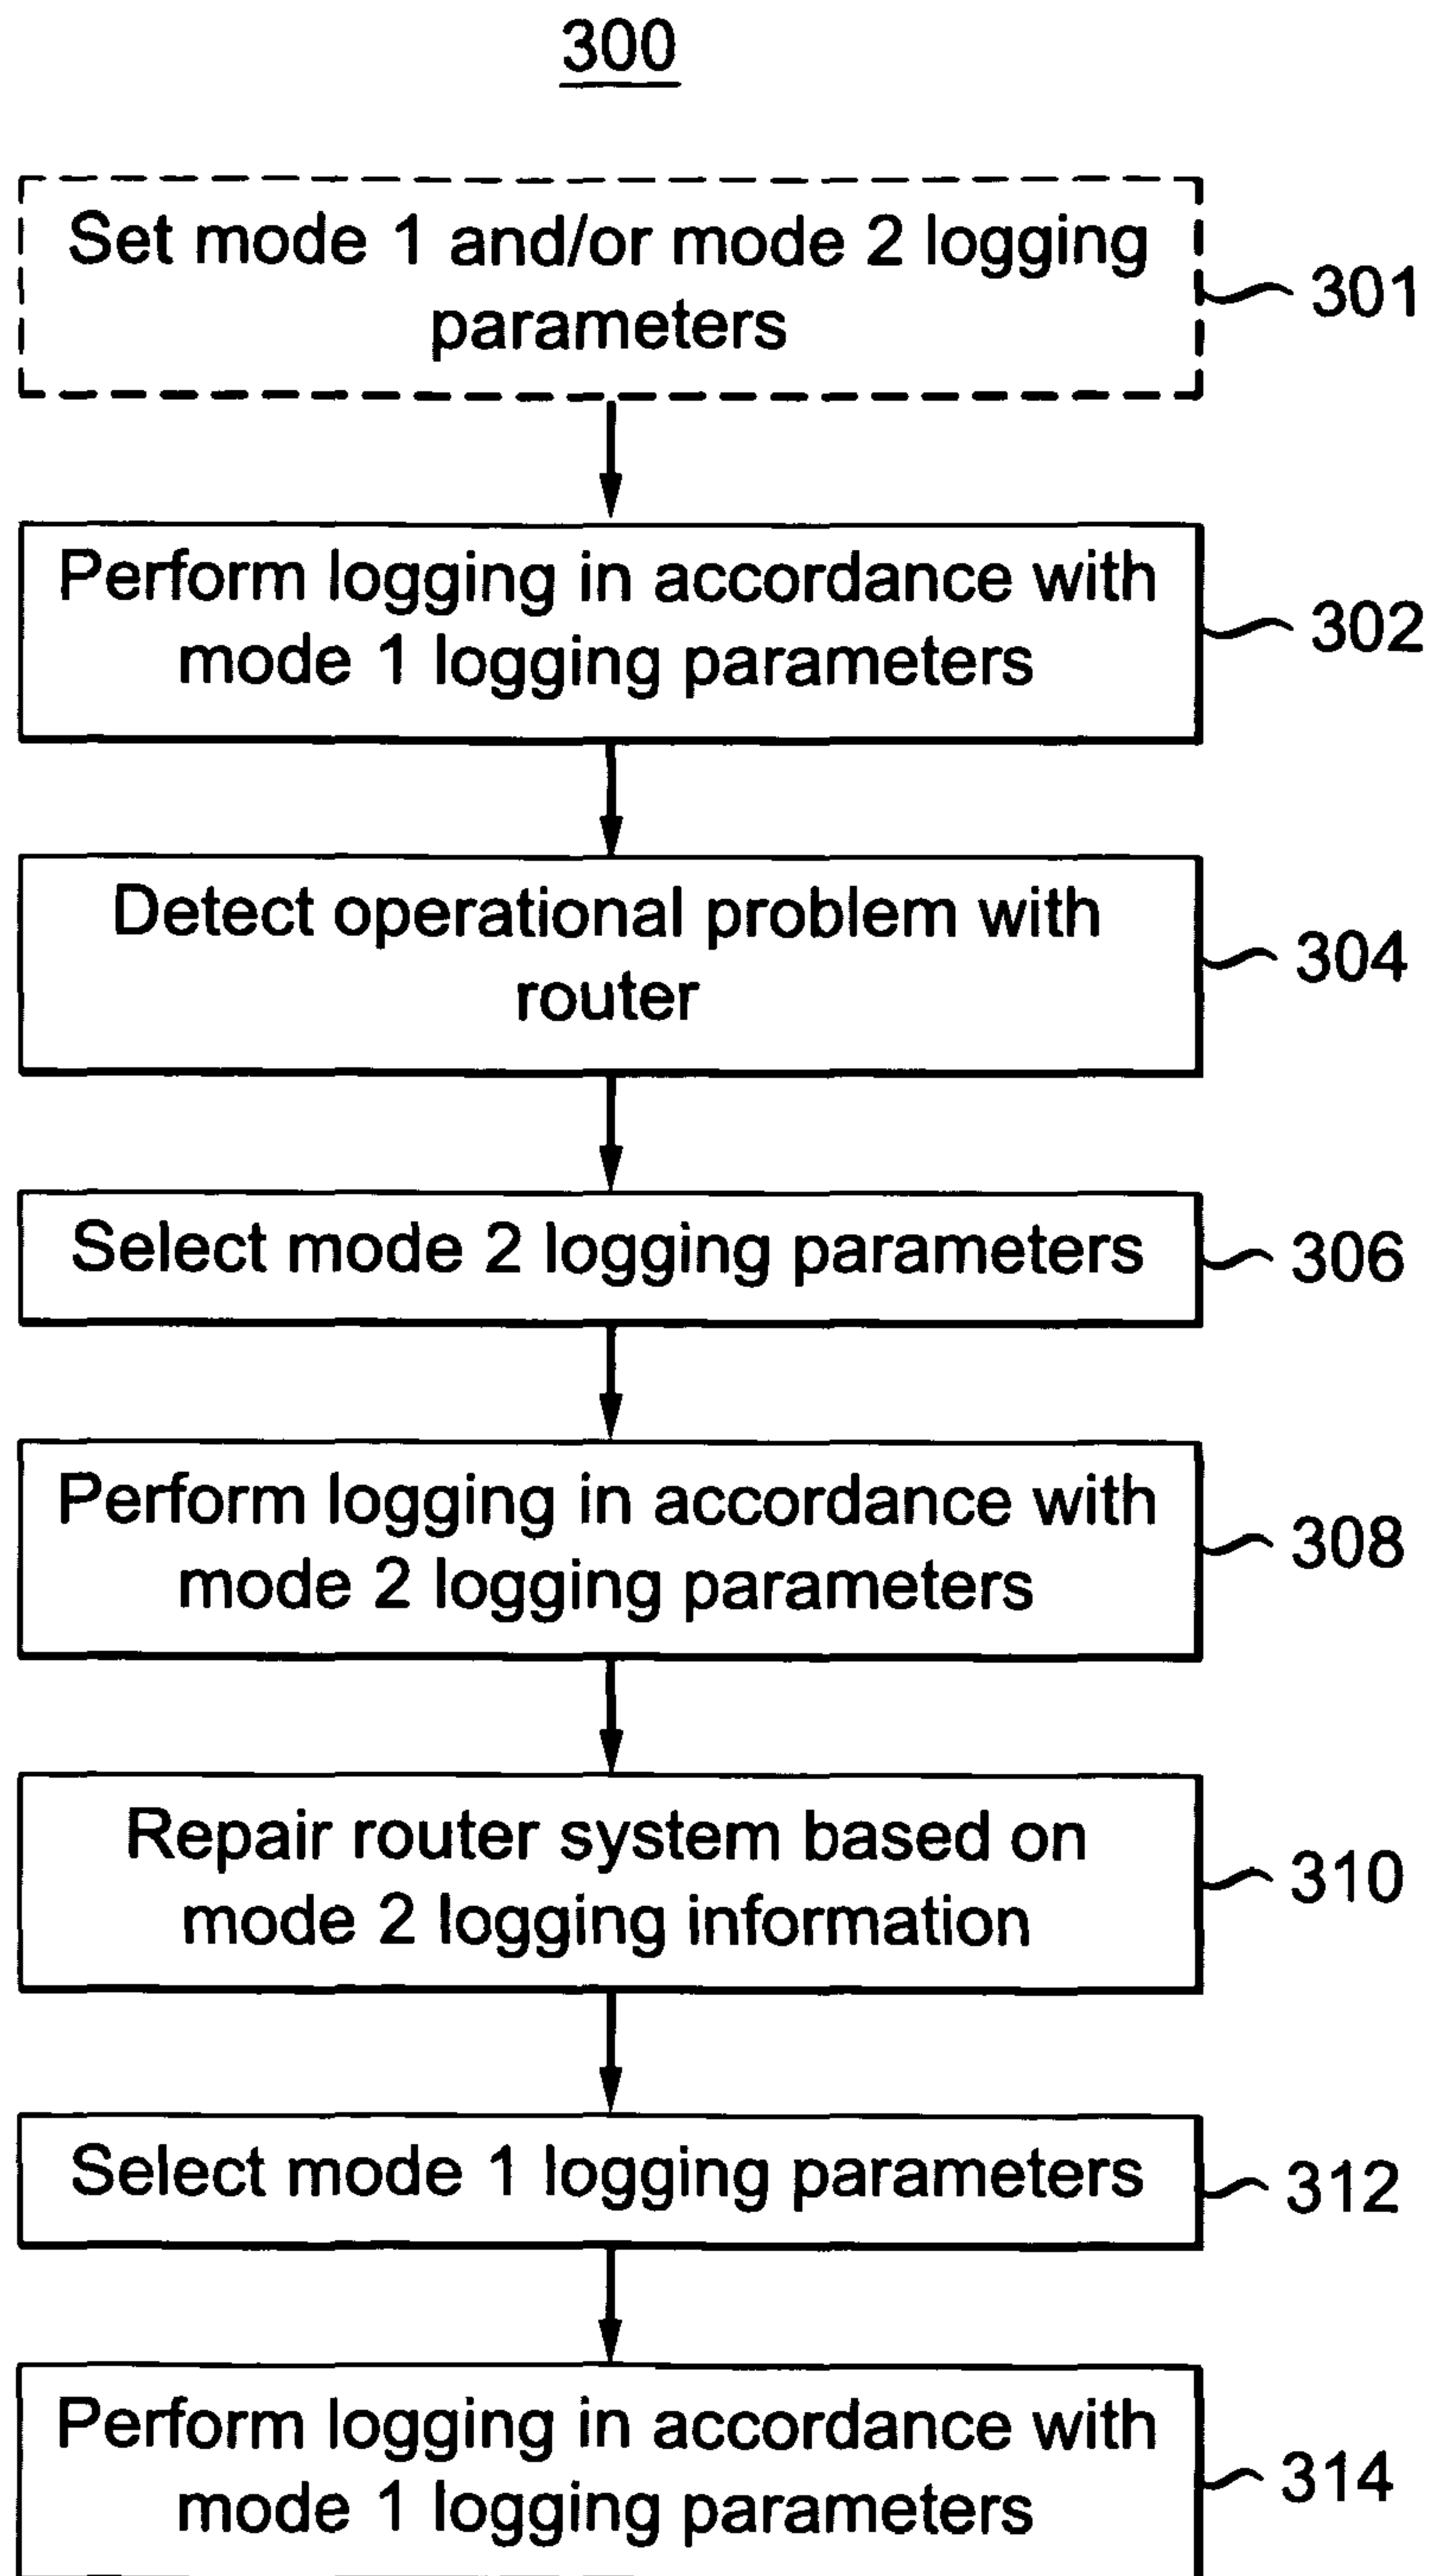 300
Set mode 1 and/or mode 2 logging
parameters
301
Perform logging in accordance with
mode 1 logging parameters
302
Detect operational problem with
router
304
Select mode 2 logging parameters
306
Perform logging in accordance with
mode 2 logging parameters
308
Repair router system based on
mode 2 logging information
310
Select mode 1 logging parameters
312
Perform logging in accordance with
mode 1 logging parameters
314